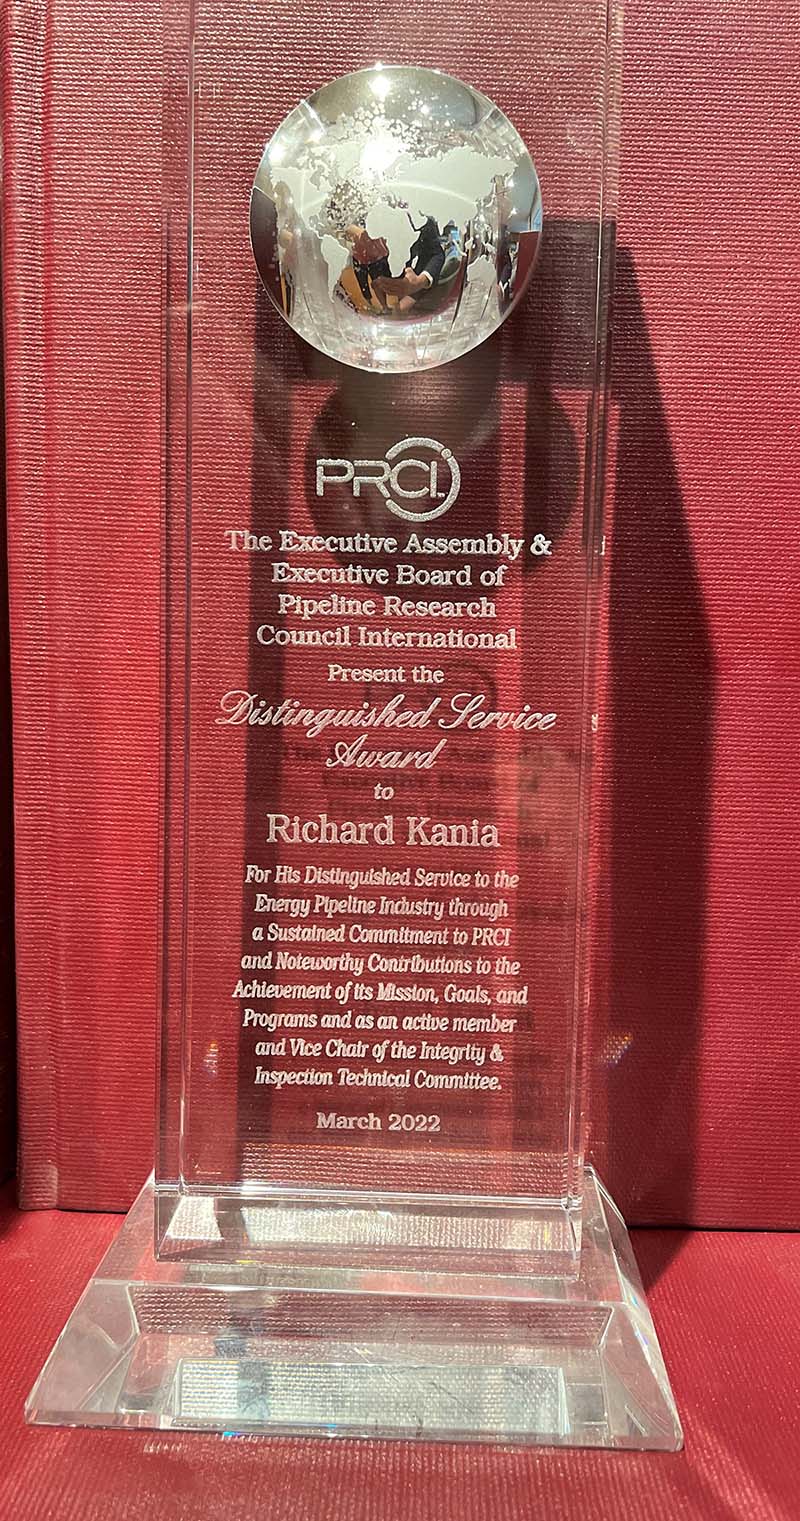 PRCI
The Executive Assembly &
Executive Board of
Pipeline Research
Council International
Present the
Distinguished Service
Award
to
Richard Kania
For His Distinguished Service to the
Energy Pipeline Industry through
a Sustained Commitment to PRCI
and Noteworthy Contributions to the
Achievement of its Mission, Goals, and
Programs and as an active member
and Vice Chair of the Integrity &
Inspection Technical Committee.
March 2022